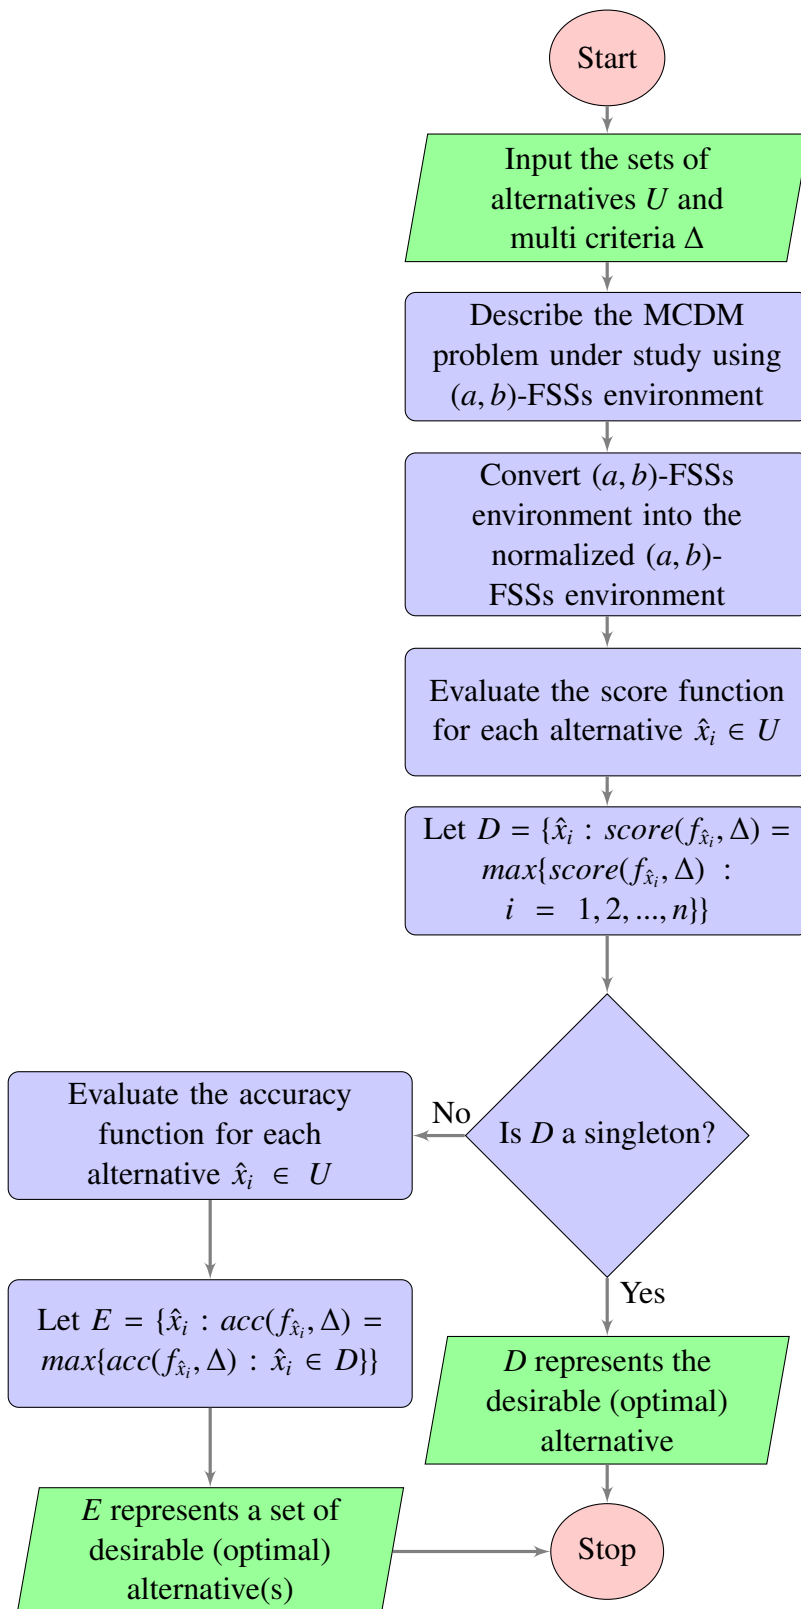 Start
Input the sets of
alternatives U and
multi criteria Δ
Describe the MCDM
problem under study using
(a, b)-FSSs environment
Convert (a, b)-FSSs
environment into the
normalized (a, b)-
FSSs environment
Evaluate the score function
for each alternative x̂ᵢ ∈ U
Let D = {x̂ᵢ : score(f_x̂ᵢ, Δ) =
max{score(f_x̂ᵢ, Δ) :
i = 1, 2, ..., n}}
Is D a singleton?
No
Evaluate the accuracy
function for each
alternative x̂ᵢ ∈ U
Let E = {x̂ᵢ : acc(f_x̂ᵢ, Δ) =
max{acc(f_x̂ᵢ, Δ) : x̂ᵢ ∈ D}}
E represents a set of
desirable (optimal)
alternative(s)
Yes
D represents the
desirable (optimal)
alternative
Stop